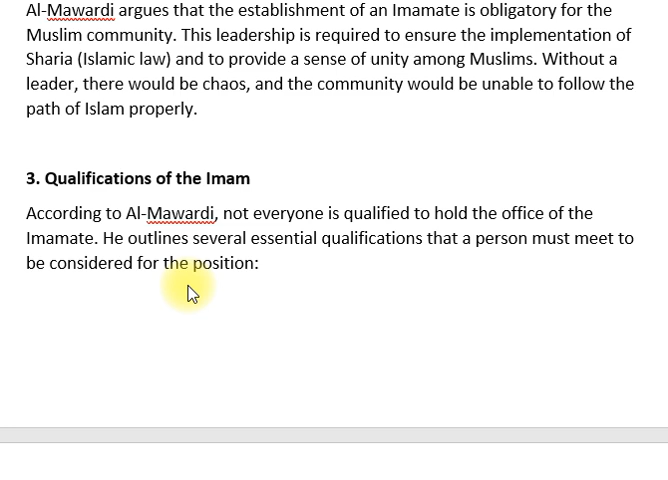 Al-Mawardi argues that the establishment of an Imamate is obligatory for the
Muslim community. This leadership is required to ensure the implementation of
Sharia (Islamic law) and to provide a sense of unity among Muslims. Without a
leader, there would be chaos, and the community would be unable to follow the
path of Islam properly.
3. Qualifications of the Imam
According to Al-Mawardi, not everyone is qualified to hold the office of the
Imamate. He outlines several essential qualifications that a person must meet to
be considered for the position: